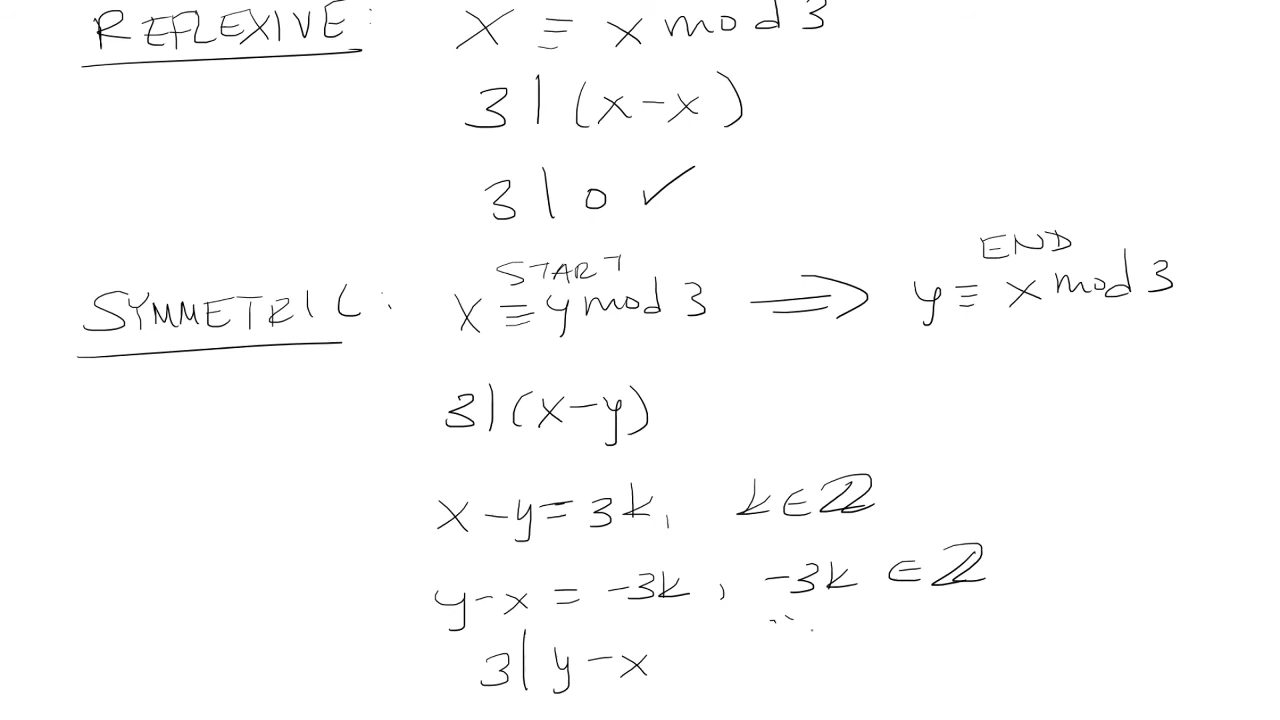 REFLEXIVE: x ≡ x mod 3
3 | (x-x)
3 | 0 ✓
START END
SYMMETRIC: x ≡ y mod 3 ⟹ y ≡ x mod 3
3 | (x-y)
x-y = 3k, k ∈ ℤ
y-x = -3k, -3k ∈ ℤ
3 | y-x